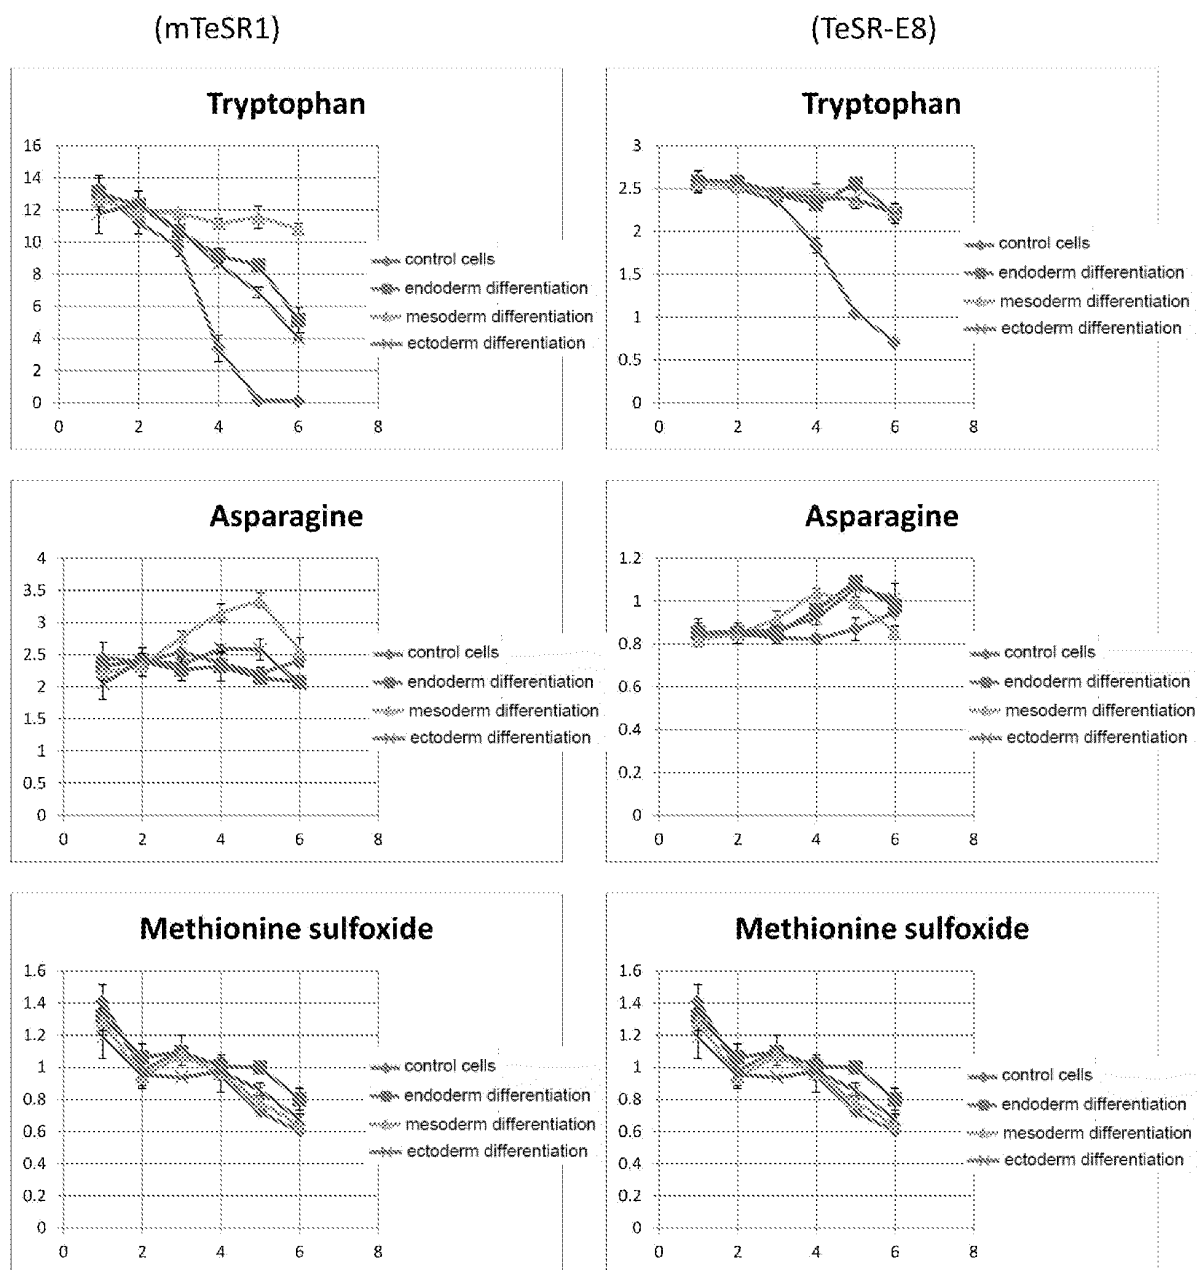 (mTeSR1)
(TeSR-E8)
Tryptophan
16
14
12
10
8
6
4
2
0
0 2 4 6 8
control cells
endoderm differentiation
mesoderm differentiation
ectoderm differentiation
Tryptophan
3
2.5
2
1.5
1
0.5
0
0 2 4 6 8
control cells
endoderm differentiation
mesoderm differentiation
ectoderm differentiation
Asparagine
4
3.5
3
2.5
2
1.5
1
0.5
0
0 2 4 6 8
control cells
endoderm differentiation
mesoderm differentiation
ectoderm differentiation
Asparagine
1.2
1
0.8
0.6
0.4
0.2
0
0 2 4 6 8
control cells
endoderm differentiation
mesoderm differentiation
ectoderm differentiation
Methionine sulfoxide
1.6
1.4
1.2
1
0.8
0.6
0.4
0.2
0
0 2 4 6 8
control cells
endoderm differentiation
mesoderm differentiation
ectoderm differentiation
Methionine sulfoxide
1.6
1.4
1.2
1
0.8
0.6
0.4
0.2
0
0 2 4 6 8
control cells
endoderm differentiation
mesoderm differentiation
ectoderm differentiation